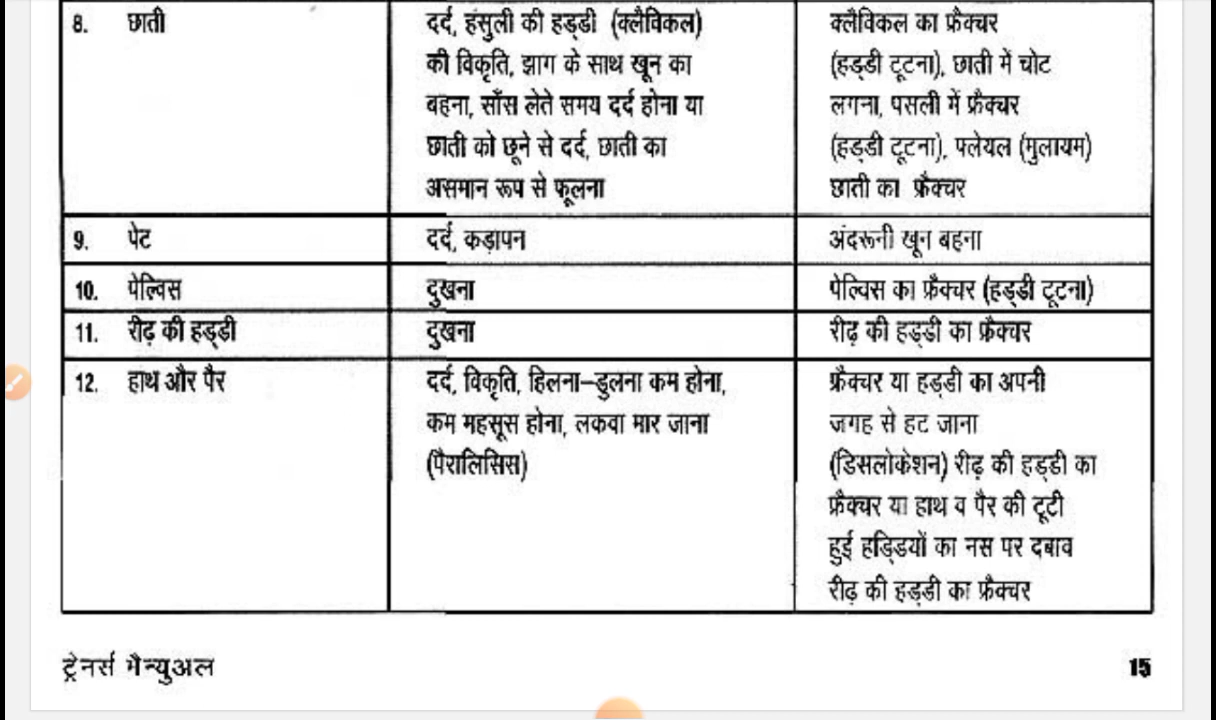 8. छाती
दर्द, हंसुली की हड्डी (क्लैविकल)
की विकृति, झाग के साथ खून का
बहना, साँस लेते समय दर्द होना या
छाती को छूने से दर्द, छाती का
असमान रूप से फूलना
क्लैविकल का फ्रैक्चर
(हड्डी टूटना), छाती में चोट
लगना, पसली में फ्रैक्चर
(हड्डी टूटना), फ्लेयल (मुलायम)
छाती का फ्रैक्चर
9. पेट
दर्द, कड़ापन
अंदरूनी खून बहना
10. पेल्विस
दुखना
पेल्विस का फ्रैक्चर (हड्डी टूटना)
11. रीढ़ की हड्डी
दुखना
रीढ़ की हड्डी का फ्रैक्चर
12. हाथ और पैर
दर्द, विकृति, हिलना–डुलना कम होना,
कम महसूस होना, लकवा मार जाना
(पैरालिसिस)
फ्रैक्चर या हड्डी का अपनी
जगह से हट जाना
(डिसलोकेशन) रीढ़ की हड्डी का
फ्रैक्चर या हाथ व पैर की टूटी
हुई हड्डियों का नस पर दबाव
रीढ़ की हड्डी का फ्रैक्चर
ट्रेनर्स मैन्युअल
15